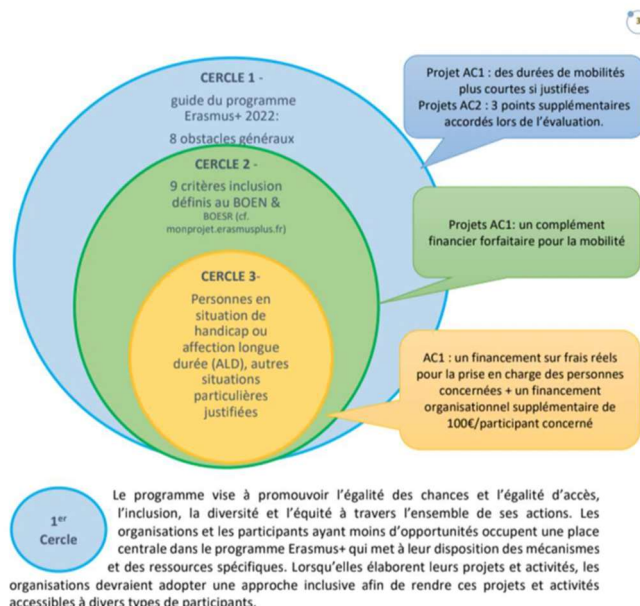 3
CERCLE 1 -
guide du programme
Erasmus+ 2022:
8 obstacles généraux
CERCLE 2 -
9 critères inclusion
définis au BOEN &
BOESR (cf.
monprojet.erasmusplus.fr)
CERCLE 3-
Personnes en
situation de
handicap ou
affection longue
durée (ALD), autres
situations
particulières
justifiées
Projet AC1 : des durées de mobilités
plus courtes si justifiées
Projets AC2 : 3 points supplémentaires
accordés lors de l'évaluation.
Projets AC1: un complément
financier forfaitaire pour la mobilité
AC1 : un financement sur frais réels
pour la prise en charge des personnes
concernées + un financement
organisationnel supplémentaire de
100€/participant concerné
1er
Cercle
Le programme vise à promouvoir l'égalité des chances et l'égalité d'accès,
l'inclusion, la diversité et l'équité à travers l'ensemble de ses actions. Les
organisations et les participants ayant moins d'opportunités occupent une place
centrale dans le programme Erasmus+ qui met à leur disposition des mécanismes
et des ressources spécifiques. Lorsqu'elles élaborent leurs projets et activités, les
organisations devraient adopter une approche inclusive afin de rendre ces projets et activités
accessibles à divers types de participants.